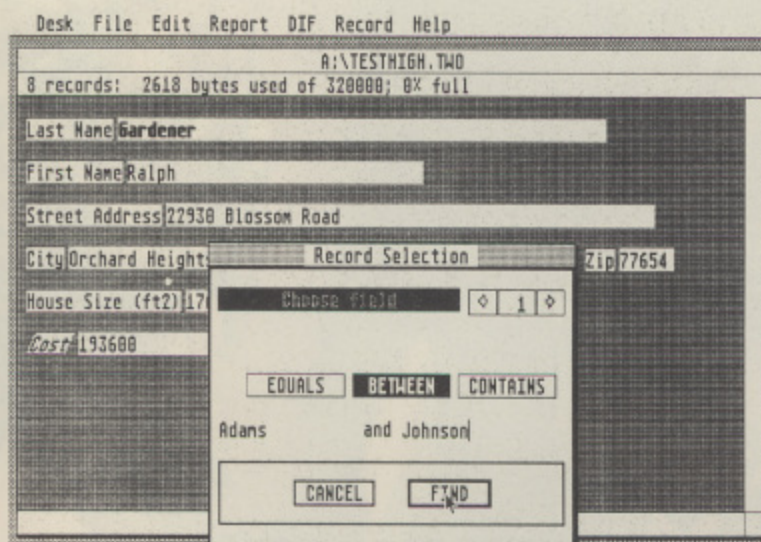 Desk File Edit Report DIF Record Help
A:\TESTHIGH.TWO
8 records: 2618 bytes used of 320000; 0% full
Last Name Gardener
First Name Ralph
Street Address 22930 Blossom Road
City Orchard Height Zip 77654
Record Selection
House Size (ft2) 17
Choose field 1
Cost 193600
EQUALS BETWEEN CONTAINS
Adams and Johnson
CANCEL FIND